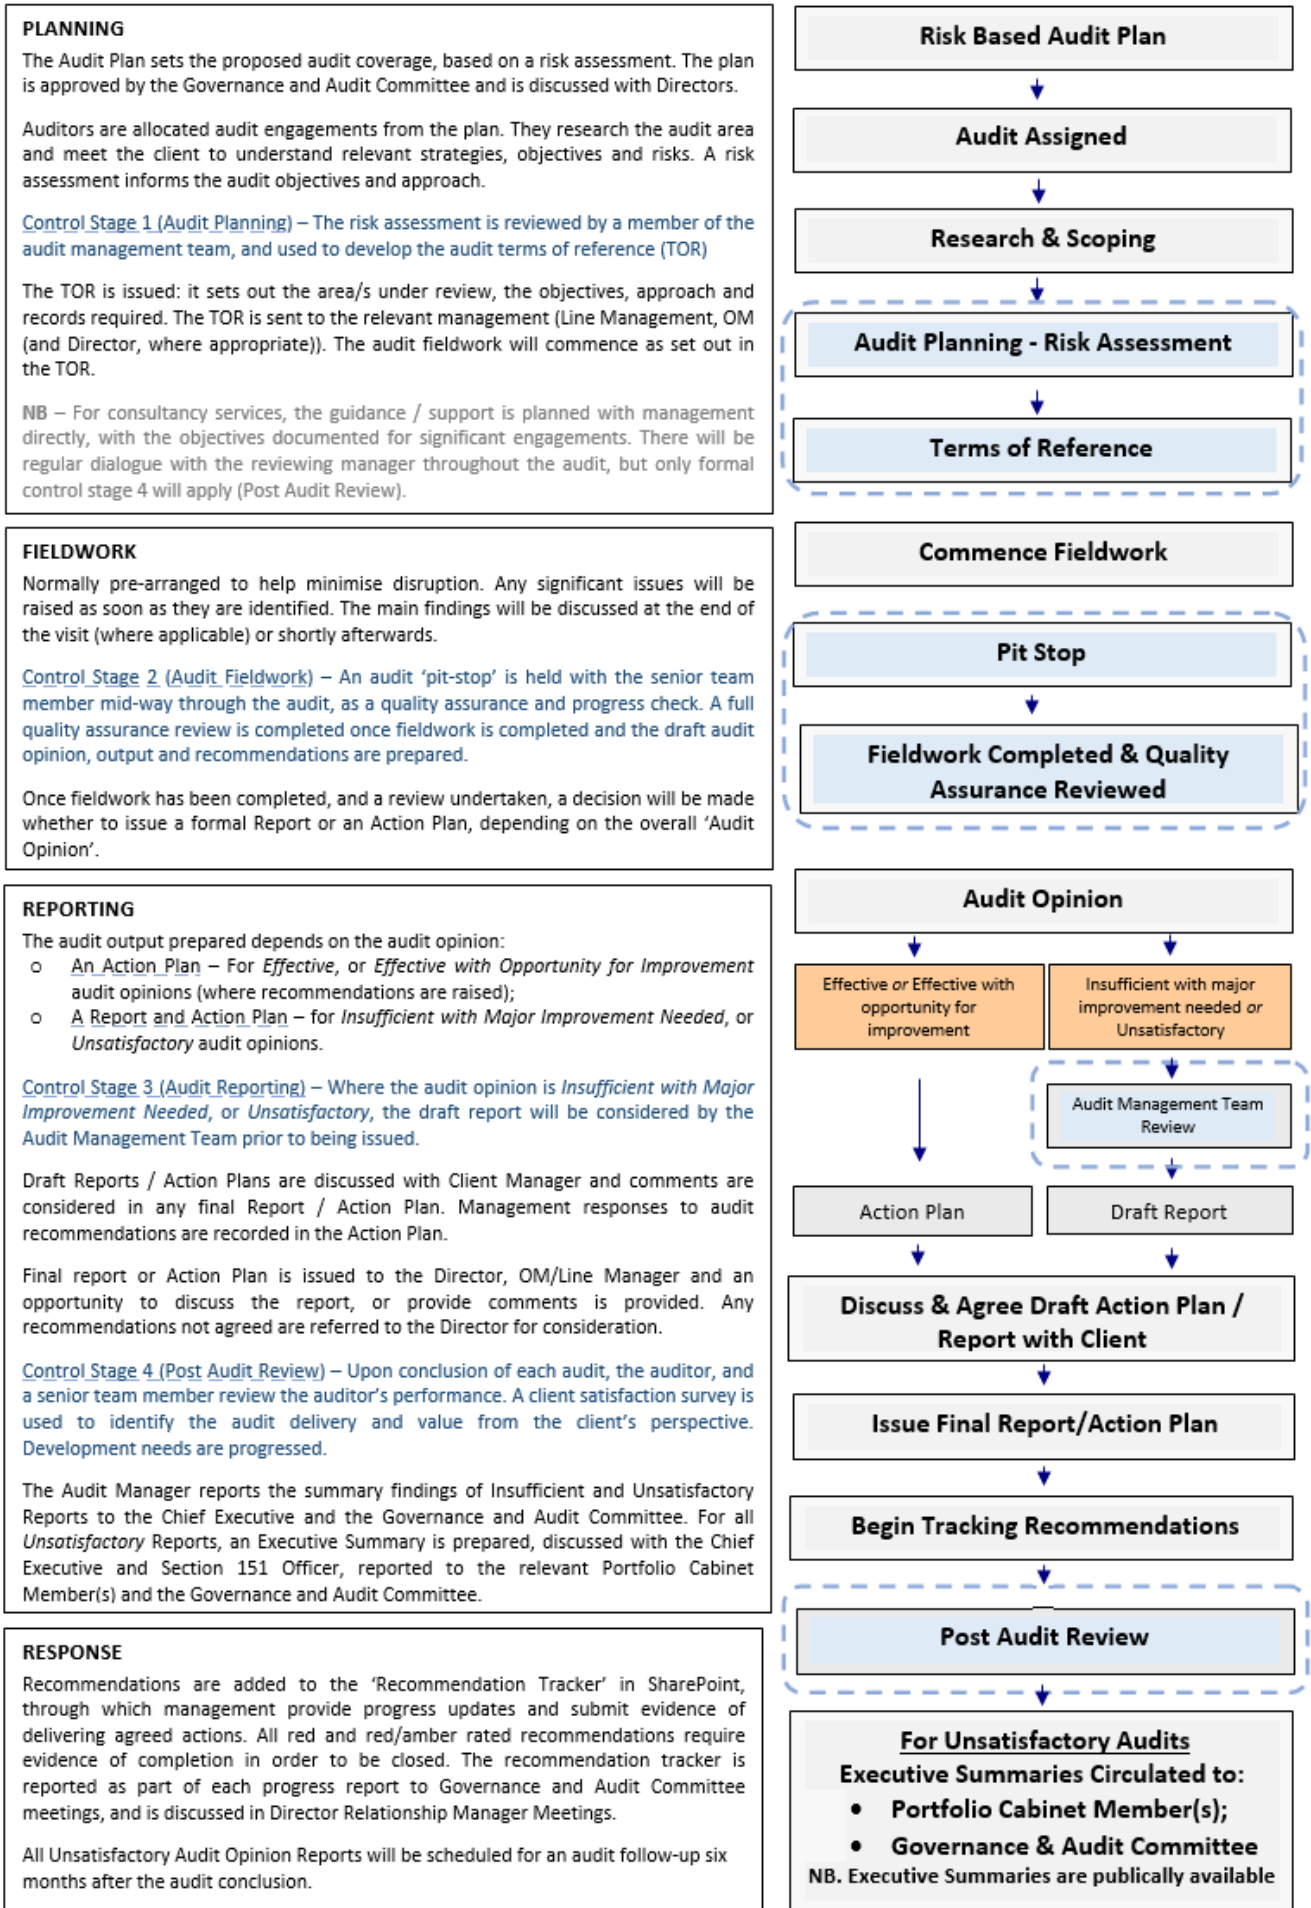 PLANNING
The Audit Plan sets the proposed audit coverage, based on a risk assessment. The plan
is approved by the Governance and Audit Committee and is discussed with Directors.
Auditors are allocated audit engagements from the plan. They research the audit area
and meet the client to understand relevant strategies, objectives and risks. A risk
assessment informs the audit objectives and approach.
Control Stage 1 (Audit Planning) – The risk assessment is reviewed by a member of the
audit management team, and used to develop the audit terms of reference (TOR)
The TOR is issued: it sets out the area/s under review, the objectives, approach and
records required. The TOR is sent to the relevant management (Line Management, OM
(and Director, where appropriate)). The audit fieldwork will commence as set out in
the TOR.
NB – For consultancy services, the guidance / support is planned with management
directly, with the objectives documented for significant engagements. There will be
regular dialogue with the reviewing manager throughout the audit, but only formal
control stage 4 will apply (Post Audit Review).
FIELDWORK
Normally pre-arranged to help minimise disruption. Any significant issues will be
raised as soon as they are identified. The main findings will be discussed at the end of
the visit (where applicable) or shortly afterwards.
Control Stage 2 (Audit Fieldwork) – An audit ‘pit-stop’ is held with the senior team
member mid-way through the audit, as a quality assurance and progress check. A full
quality assurance review is completed once fieldwork is completed and the draft audit
opinion, output and recommendations are prepared.
Once fieldwork has been completed, and a review undertaken, a decision will be made
whether to issue a formal Report or an Action Plan, depending on the overall ‘Audit
Opinion’.
REPORTING
The audit output prepared depends on the audit opinion:
o An Action Plan – For Effective, or Effective with Opportunity for Improvement
audit opinions (where recommendations are raised);
o A Report and Action Plan – for Insufficient with Major Improvement Needed, or
Unsatisfactory audit opinions.
Control Stage 3 (Audit Reporting) – Where the audit opinion is Insufficient with Major
Improvement Needed, or Unsatisfactory, the draft report will be considered by the
Audit Management Team prior to being issued.
Draft Reports / Action Plans are discussed with Client Manager and comments are
considered in any final Report / Action Plan. Management responses to audit
recommendations are recorded in the Action Plan.
Final report or Action Plan is issued to the Director, OM/Line Manager and an
opportunity to discuss the report, or provide comments is provided. Any
recommendations not agreed are referred to the Director for consideration.
Control Stage 4 (Post Audit Review) – Upon conclusion of each audit, the auditor, and
a senior team member review the auditor’s performance. A client satisfaction survey is
used to identify the audit delivery and value from the client’s perspective.
Development needs are progressed.
The Audit Manager reports the summary findings of Insufficient and Unsatisfactory
Reports to the Chief Executive and the Governance and Audit Committee. For all
Unsatisfactory Reports, an Executive Summary is prepared, discussed with the Chief
Executive and Section 151 Officer, reported to the relevant Portfolio Cabinet
Member(s) and the Governance and Audit Committee.
RESPONSE
Recommendations are added to the ‘Recommendation Tracker’ in SharePoint,
through which management provide progress updates and submit evidence of
delivering agreed actions. All red and red/amber rated recommendations require
evidence of completion in order to be closed. The recommendation tracker is
reported as part of each progress report to Governance and Audit Committee
meetings, and is discussed in Director Relationship Manager Meetings.
All Unsatisfactory Audit Opinion Reports will be scheduled for an audit follow-up six
months after the audit conclusion.
Risk Based Audit Plan
Audit Assigned
Research & Scoping
Audit Planning - Risk Assessment
Terms of Reference
Commence Fieldwork
Pit Stop
Fieldwork Completed & Quality
Assurance Reviewed
Audit Opinion
Effective or Effective with
opportunity for
improvement
Insufficient with major
improvement needed or
Unsatisfactory
Audit Management Team
Review
Action Plan
Draft Report
Discuss & Agree Draft Action Plan /
Report with Client
Issue Final Report/Action Plan
Begin Tracking Recommendations
Post Audit Review
For Unsatisfactory Audits
Executive Summaries Circulated to:
• Portfolio Cabinet Member(s);
• Governance & Audit Committee
NB. Executive Summaries are publically available